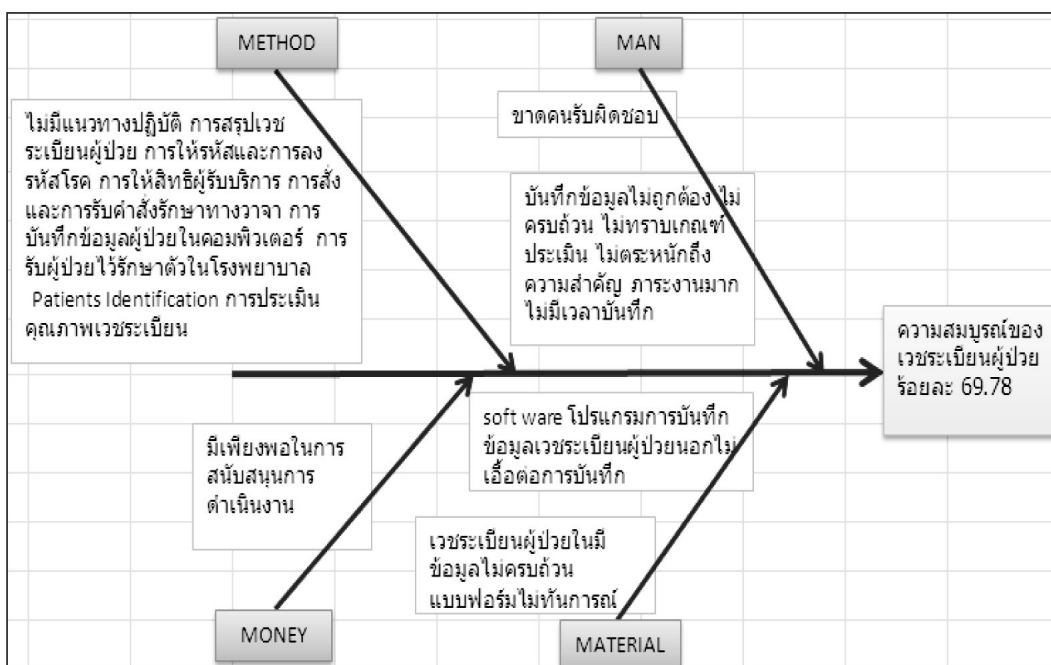 METHOD
MAN
ไม่มีแนวทางปฏิบัติ การสรุปเวช
ระเบียนผู้ป่วย การให้รหัสและการลง
รหัสโรค การให้สิทธิผู้รับบริการ การสั่ง
และการรับคำสั่งรักษาทางวาจา การ
บันทึกข้อมูลผู้ป่วยในคอมพิวเตอร์ การ
รับผู้ป่วยไว้รักษาตัวในโรงพยาบาล
Patients Identification การประเมิน
คุณภาพเวชระเบียน
ขาดคนรับผิดชอบ
บันทึกข้อมูลไม่ถูกต้อง ไม่
ครบถ้วน ไม่ทราบเกณฑ์
ประเมิน ไม่ตระหนักถึง
ความสำคัญ ภาระงานมาก
ไม่มีเวลาบันทึก
ความสมบูรณ์ของ
เวชระเบียนผู้ป่วย
ร้อยละ 69.78
มีเพียงพอในการ
สนับสนุนการ
ดำเนินงาน
soft ware โปรแกรมการบันทึก
ข้อมูลเวชระเบียนผู้ป่วยนอกไม่
เอื้อต่อการบันทึก
เวชระเบียนผู้ป่วยในมี
ข้อมูลไม่ครบถ้วน
แบบฟอร์มไม่ทันการณ์
MONEY
MATERIAL